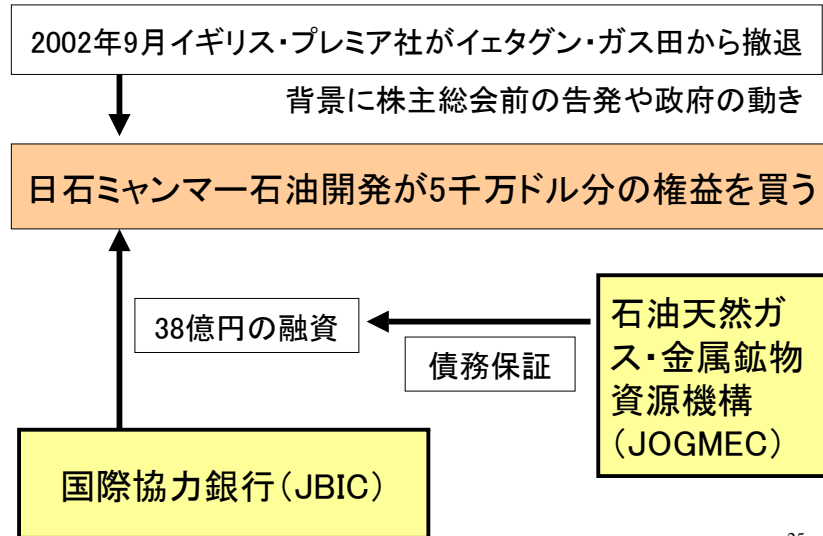 2002年9月イギリス・プレミア社がイェタグン・ガス田から撤退
背景に株主総会前の告発や政府の動き
日石ミャンマー石油開発が5千万ドル分の権益を買う
38億円の融資
債務保証
石油天然ガ
ス・金属鉱物
資源機構
（JOGMEC）
国際協力銀行（JBIC）